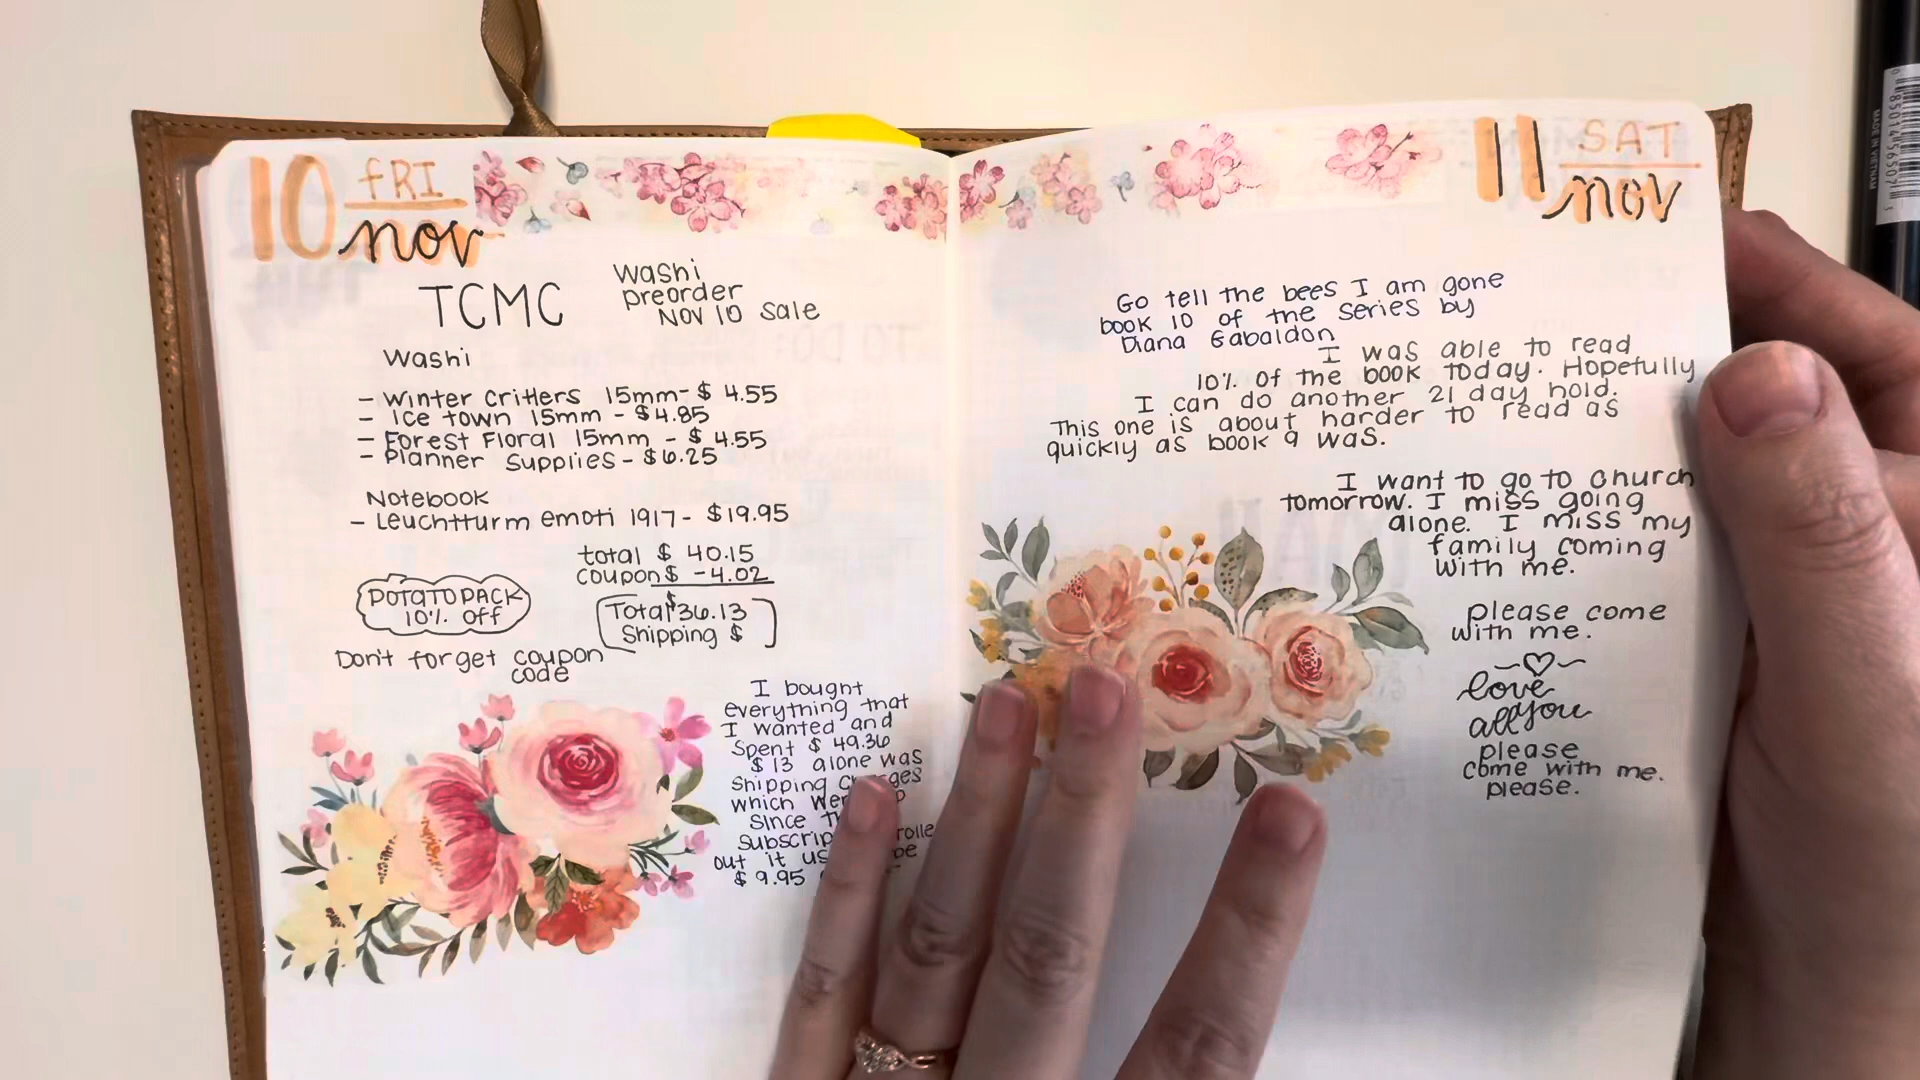 10 FRI
nov
TCMC
Washi
preorder
Nov 10 sale
Washi
- Winter Critters 15mm - $ 4.55
- Ice town 15mm - $4.85
- Forest Floral 15mm - $ 4.55
- Planner Supplies - $6.25
Notebook
- Leuchtturm emoti 1917 - $19.95
total $ 40.15
coupon $ -4.02
POTATOPACK
10% Off
Total $36.13
Shipping $
Don't forget coupon
code
I bought
everything that
I wanted and
Spent $ 49.36
$ 13 alone was
Shipping
which
Since
out it
$ 9.95
11 SAT
nov
Go tell the bees I am gone
book 10 of the series by
Diana Gabaldon
I was able to read
10% of the book today. Hopefully
I can do another 21 day hold.
This one is about harder to read as
quickly as book 9 was.
I want to go to church
tomorrow. I miss going
alone. I miss my
family coming
with me.
please come
with me.
love
all you
please
come with me.
please.
MADE IN VIETNAM